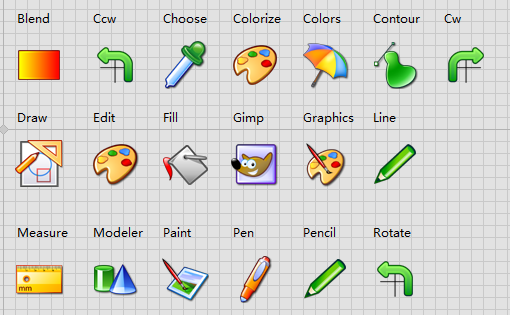 Blend Ccw Choose Colorize Colors Contour Cw
Draw Edit Fill Gimp Graphics Line
Measure Modeler Paint Pen Pencil Rotate
mm